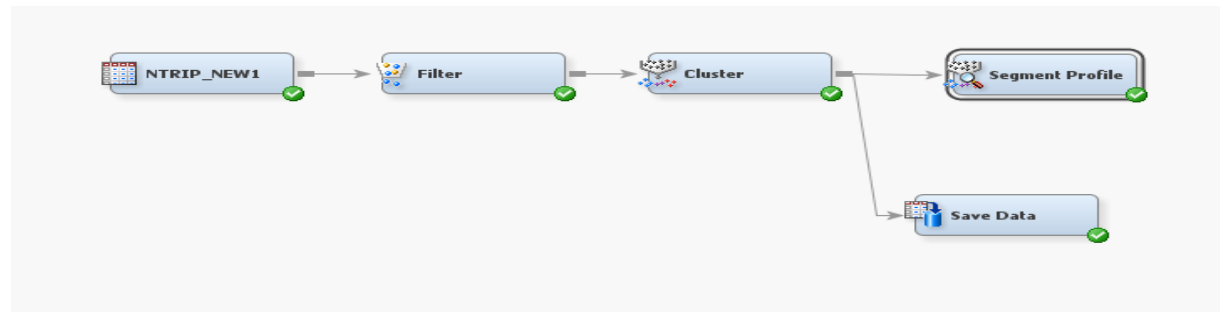 NTRIP_NEW1
Filter
Cluster
Segment Profile
Save Data